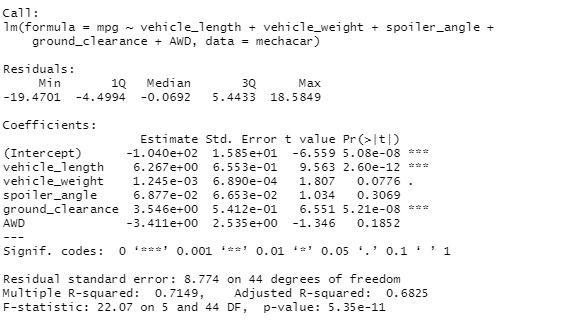 Call:
lm(formula = mpg ~ vehicle_length + vehicle_weight + spoiler_angle +
    ground_clearance + AWD, data = mechacar)

Residuals:
     Min       1Q   Median       3Q      Max
-19.4701  -4.4994  -0.0692   5.4433  18.5849

Coefficients:
                   Estimate Std. Error t value Pr(>|t|)
(Intercept)      -1.040e+02  1.585e+01  -6.559 5.08e-08 ***
vehicle_length    6.267e+00  6.553e-01   9.563 2.60e-12 ***
vehicle_weight    1.245e-03  6.890e-04   1.807   0.0776 .
spoiler_angle     6.877e-02  6.653e-02   1.034   0.3069
ground_clearance  3.546e+00  5.412e-01   6.551 5.21e-08 ***
AWD              -3.411e+00  2.535e+00  -1.346   0.1852
---
Signif. codes:  0 ‘***’ 0.001 ‘**’ 0.01 ‘*’ 0.05 ‘.’ 0.1 ‘ ’ 1

Residual standard error: 8.774 on 44 degrees of freedom
Multiple R-squared:  0.7149,    Adjusted R-squared:  0.6825
F-statistic: 22.07 on 5 and 44 DF,  p-value: 5.35e-11